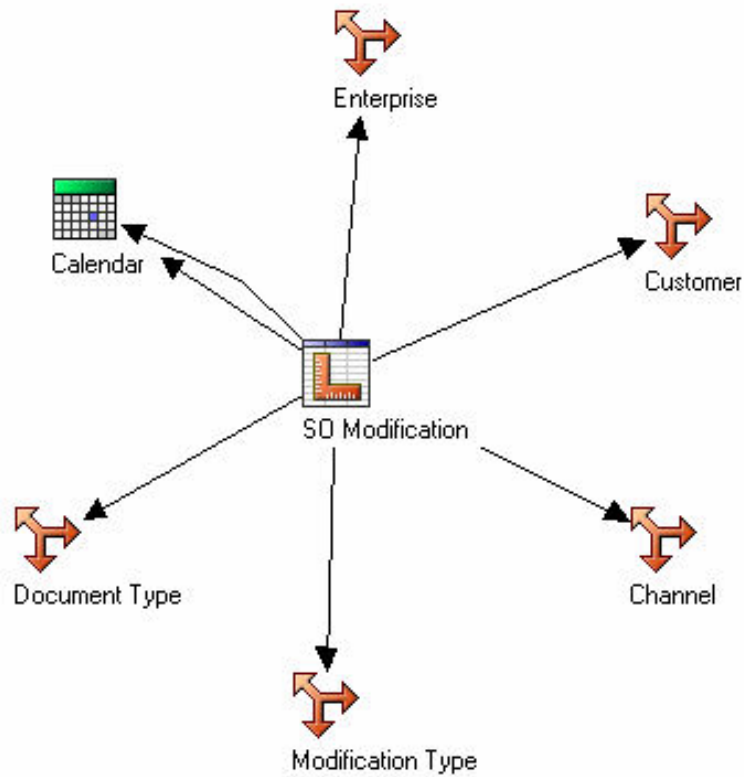 Enterprise
Calendar
Customer
SO Modification
Document Type
Channel
Modification Type